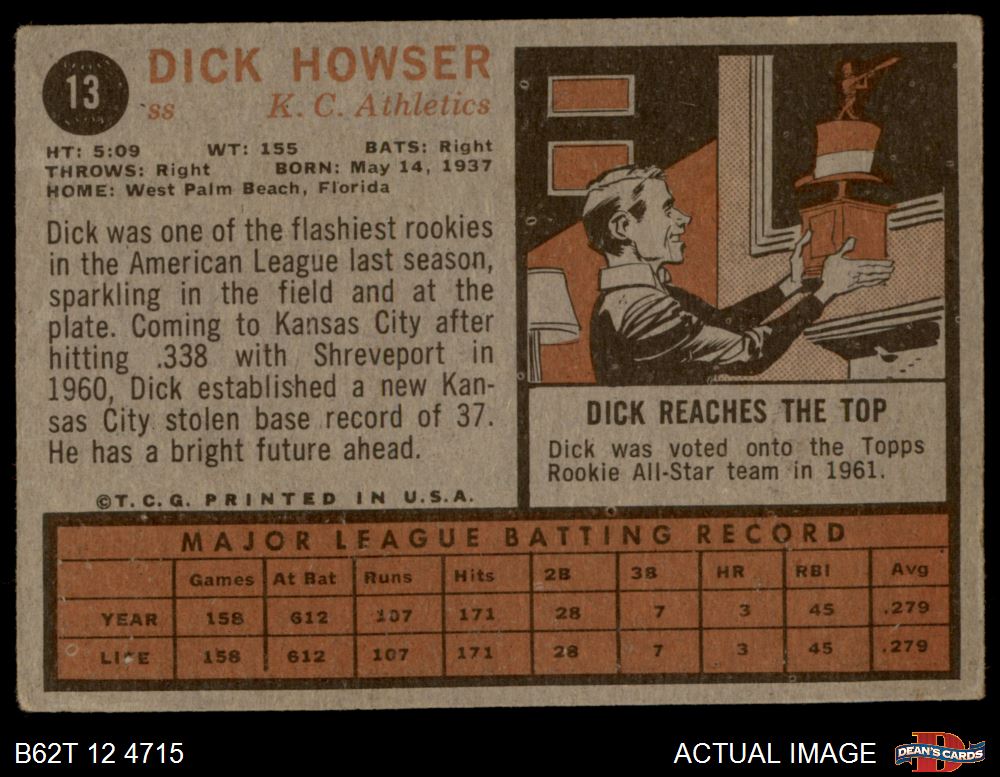 13
DICK HOWSER
ss K. C. Athletics
HT: 5:09 WT: 155 BATS: Right
THROWS: Right BORN: May 14, 1937
HOME: West Palm Beach, Florida
Dick was one of the flashiest rookies
in the American League last season,
sparkling in the field and at the
plate. Coming to Kansas City after
hitting .338 with Shreveport in
1960, Dick established a new Kan-
sas City stolen base record of 37.
He has a bright future ahead.
©T.C.G. PRINTED IN U.S.A.
DICK REACHES THE TOP
Dick was voted onto the Topps
Rookie All-Star team in 1961.
MAJOR LEAGUE BATTING RECORD
Games At Bat Runs Hits 2B 3B HR RBI Avg
YEAR 158 612 107 171 28 7 3 45 .279
LIFE 158 612 107 171 28 7 3 45 .279
B62T 12 4715
ACTUAL IMAGE
D
DEAN'S CARDS